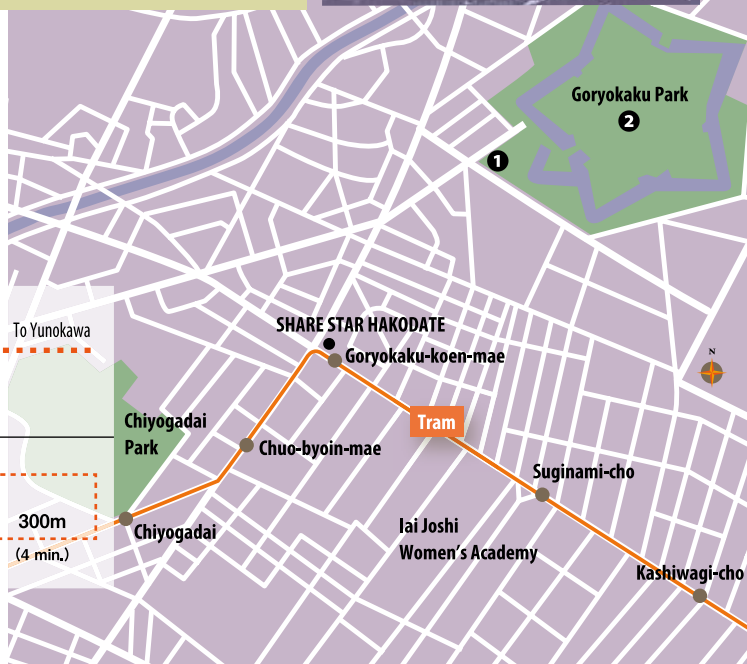 Goryokaku Park
2
1
To Yunokawa
SHARE STAR HAKODATE
Goryokaku-koen-mae
N
Chiyogadai
Park
Tram
Chuo-byoin-mae
Suginami-cho
300m
(4 min.)
Chiyogadai
Iai Joshi
Women's Academy
Kashiwagi-cho